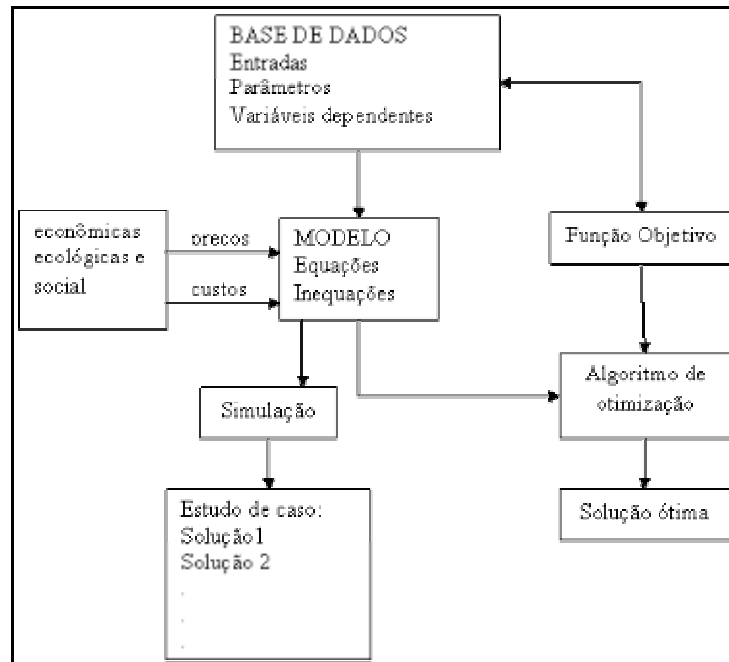 BASE DE DADOS
Entradas
Parâmetros
Variáveis dependentes
econômicas
ecológicas e
social
preços
custos
MODELO
Equações
Inequações
Função Objetivo
Simulação
Algoritmo de
otimização
Estudo de caso:
Solução1
Solução 2
.
.
.
Solução ótima